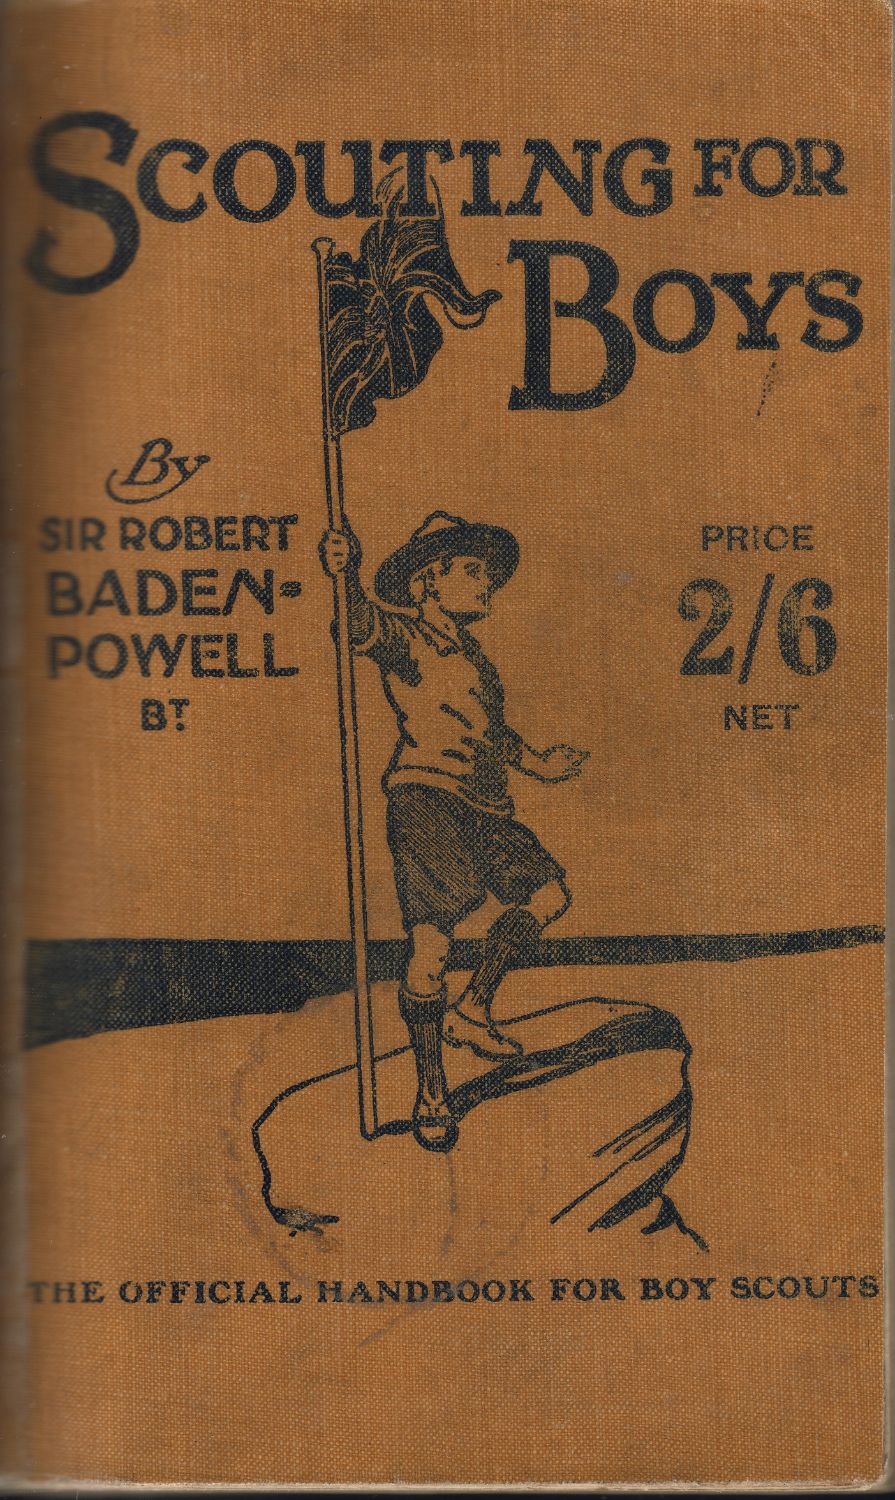 SCOUTING FOR
BOYS
By
SIR ROBERT
BADEN-
POWELL
BT
PRICE
2/6
NET
THE OFFICIAL HANDBOOK FOR BOY SCOUTS